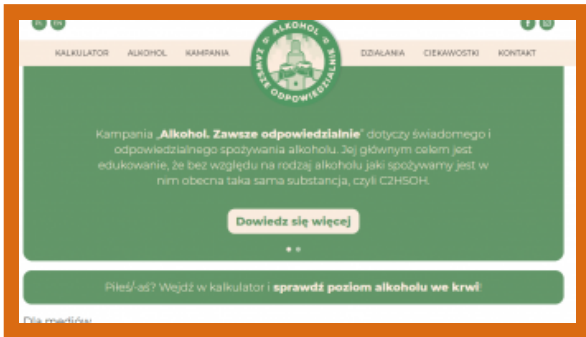 PL EN
KALKULATOR ALKOHOL KAMPANIA DZIAŁANIA CIEKAWOSTKI KONTAKT
ALKOHOL
ZAWSZE ODPOWIEDZIALNIE
Kampania „Alkohol. Zawsze odpowiedzialnie” dotyczy świadomego i
odpowiedzialnego spożywania alkoholu. Jej głównym celem jest
edukowanie, że bez względu na rodzaj alkoholu jaki spożywamy jest w
nim obecna taka sama substancja, czyli C2H5OH.
Dowiedz się więcej
Piłeś/-aś? Wejdź w kalkulator i sprawdź poziom alkoholu we krwi!
Dla mediów